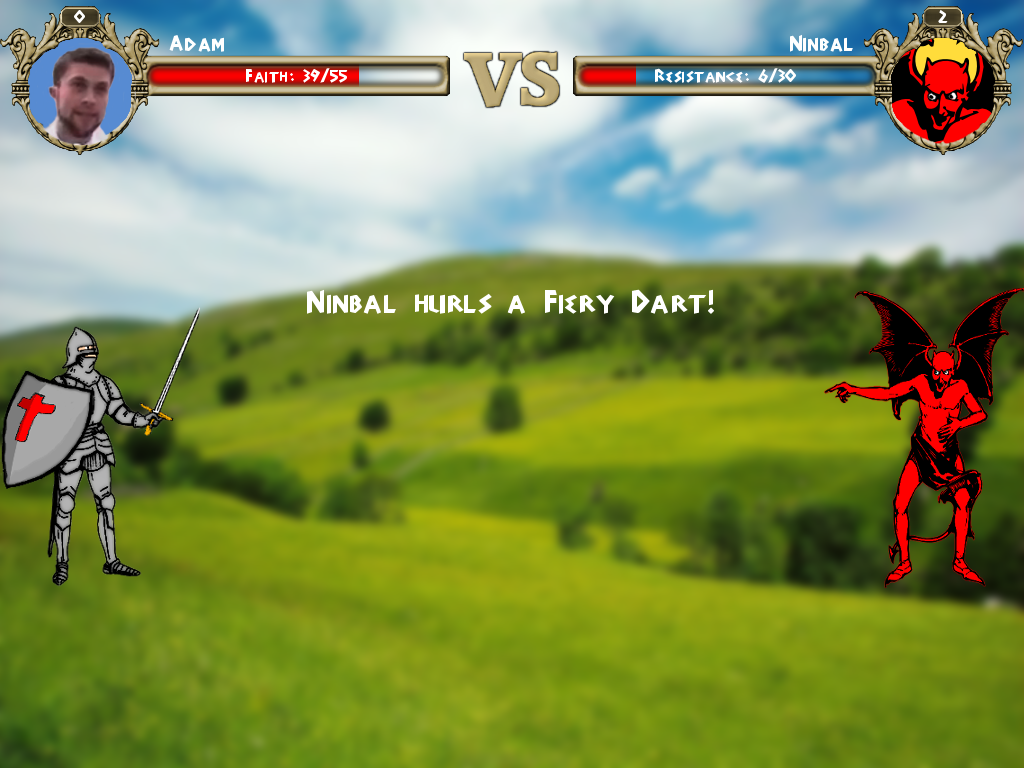 0
2
Adam
Ninbal
Faith: 39/55
VS
Resistance: 6/30
Ninbal hurls a Fiery Dart!